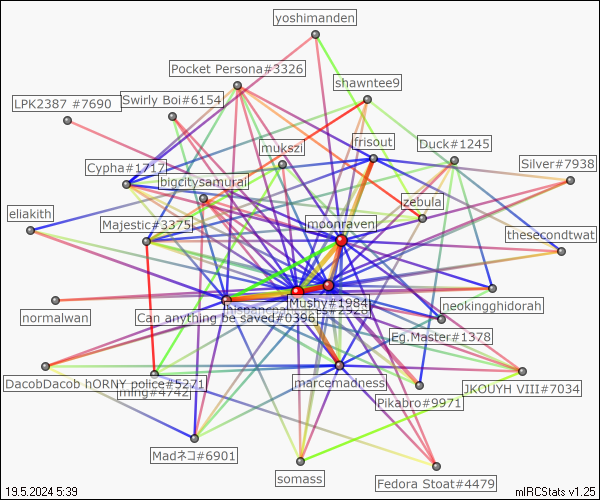 yoshimanden
Pocket Persona#3326
shawntee9
LPK2387 #7690
Swirly Boi#6154
frisout
Duck#1245
mukszi
Silver#7938
Cypha#1717
bigcitysamurai
zebula
eliakith
Majestic#3375
moonraven
thesecondtwat
Mushy#1984
neokingghidorah
normalwan
Can anything be saved#0396
Eg.Master#1378
DacobDacob hORNY police#5271
marcemadness
JKOUYH VIII#7034
Pikabro#9971
Madネコ#6901
somass
Fedora Stoat#4479
19.5.2024 5:39
mIRCStats v1.25